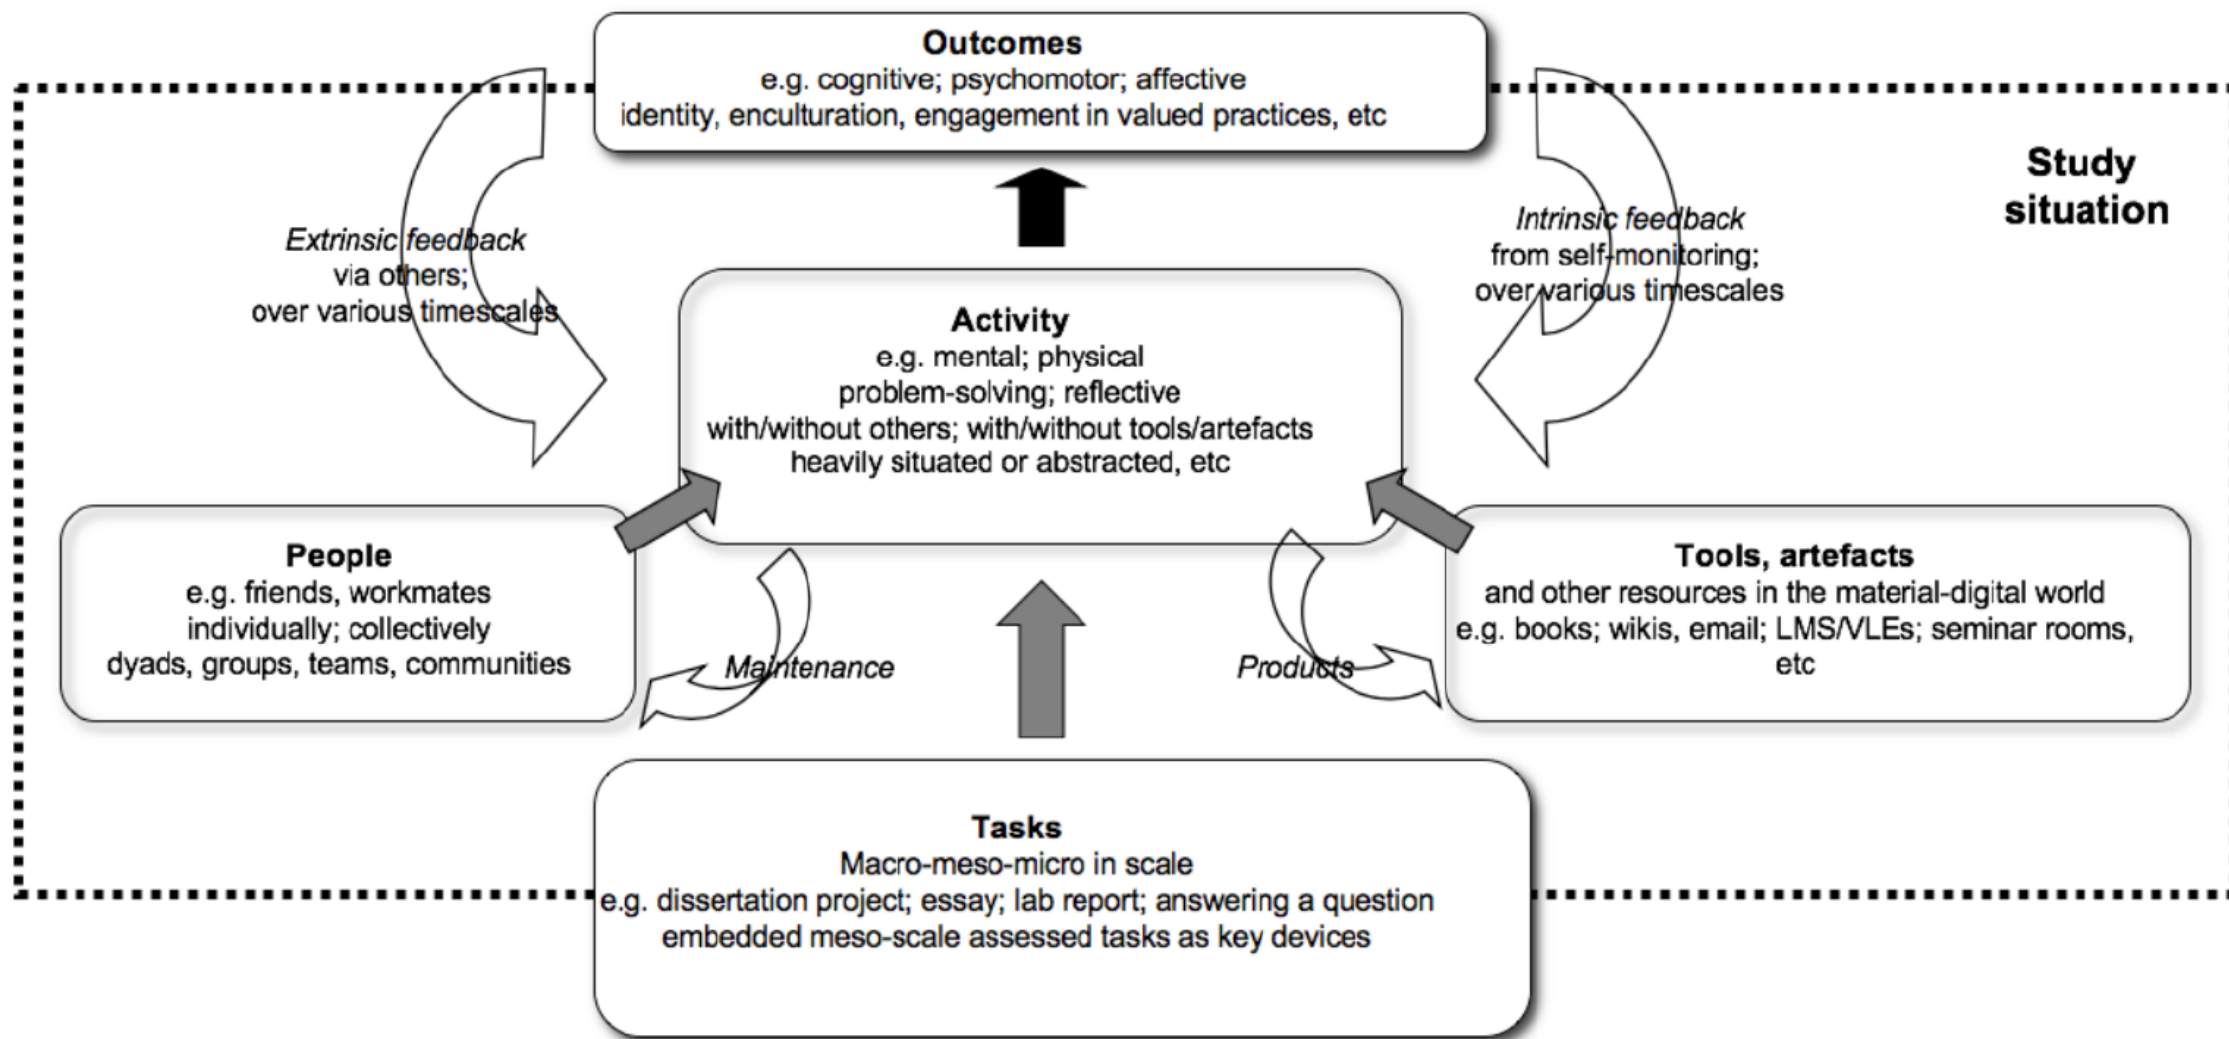 Outcomes
e.g. cognitive; psychomotor; affective
identity, enculturation, engagement in valued practices, etc
Study
situation
Extrinsic feedback
via others;
over various timescales
Intrinsic feedback
from self-monitoring;
over various timescales
Activity
e.g. mental; physical
problem-solving; reflective
with/without others; with/without tools/artefacts
heavily situated or abstracted, etc
People
e.g. friends, workmates
individually; collectively
dyads, groups, teams, communities
Tools, artefacts
and other resources in the material-digital world
e.g. books; wikis, email; LMS/VLEs; seminar rooms,
etc
Maintenance
Products
Tasks
Macro-meso-micro in scale
e.g. dissertation project; essay; lab report; answering a question
embedded meso-scale assessed tasks as key devices